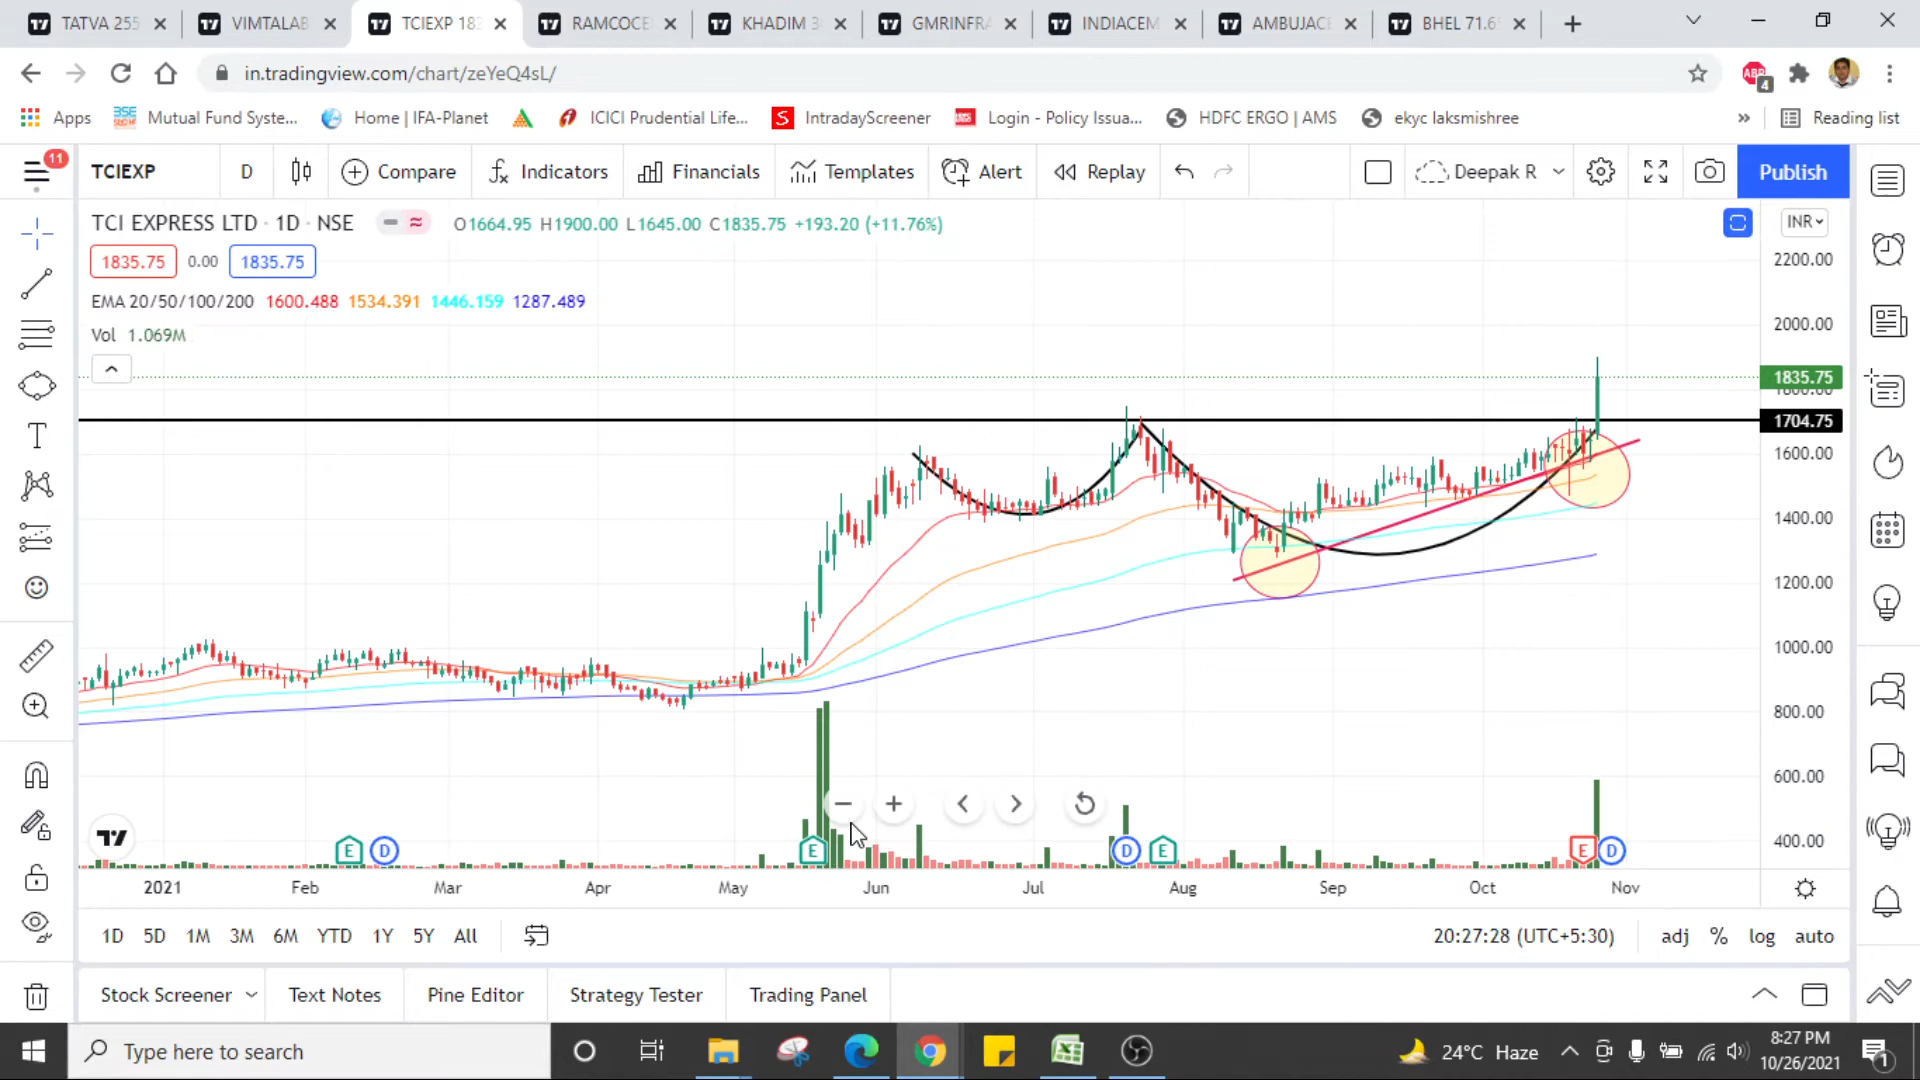 TATVA 255
VIMTALAB
TCIEXP 183
RAMCOCE
KHADIM 3
GMRINFRA
INDIACEM
AMBUJACE
BHEL 71.6
in.tradingview.com/chart/zeYeQ4sL/
ABP
4
Apps
Mutual Fund Syste...
Home | IFA-Planet
ICICI Prudential Life...
S
IntradayScreener
Login - Policy Issua...
HDFC ERGO | AMS
ekyc laksmishree
»
Reading list
11
TCIEXP
D
Compare
Indicators
Financials
Templates
Alert
Replay
Deepak R
Publish
TCI EXPRESS LTD · 1D · NSE
O1664.95 H1900.00 L1645.00 C1835.75 +193.20 (+11.76%)
INR
1835.75
0.00
1835.75
EMA 20/50/100/200 1600.488 1534.391 1446.159 1287.489
Vol 1.069M
2200.00
2000.00
1835.75
1704.75
1600.00
1400.00
1200.00
1000.00
800.00
600.00
400.00
E
D
E
D
E
E
D
2021
Feb
Mar
Apr
May
Jun
Jul
Aug
Sep
Oct
Nov
1D 5D 1M 3M 6M YTD 1Y 5Y All
20:27:28 (UTC+5:30)
adj % log auto
Stock Screener
Text Notes
Pine Editor
Strategy Tester
Trading Panel
Type here to search
24°C Haze
8:27 PM
10/26/2021
1